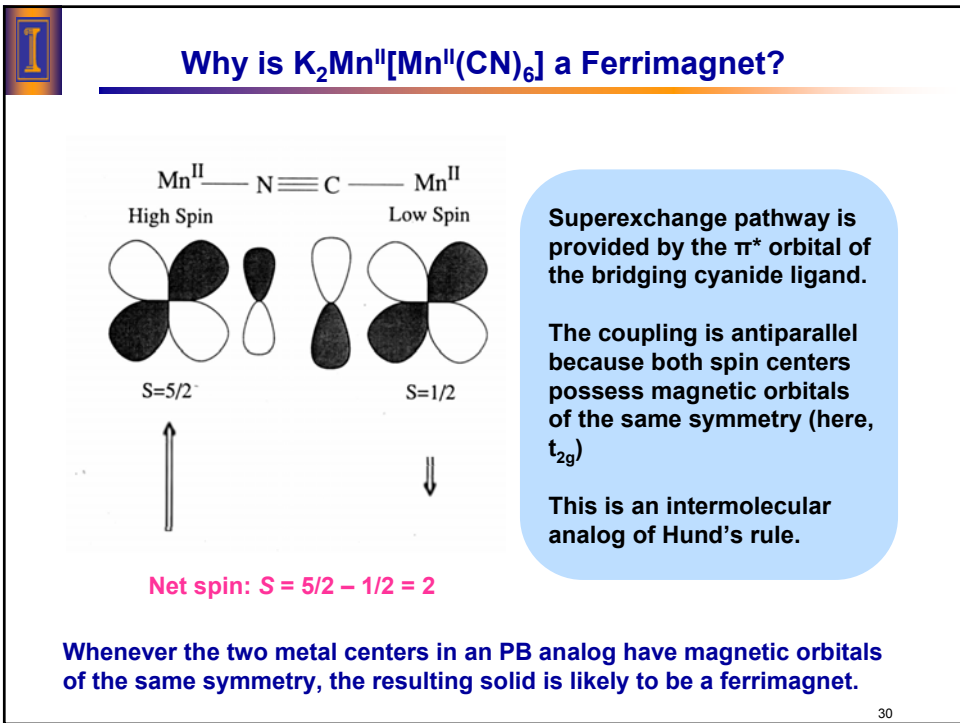 I
Why is K₂Mnᴵᴵ[Mnᴵᴵ(CN)₆] a Ferrimagnet?
Mnᴵᴵ — N≡C — Mnᴵᴵ
High Spin Low Spin
S=5/2 S=1/2
Net spin: S = 5/2 – 1/2 = 2
Superexchange pathway is
provided by the π* orbital of
the bridging cyanide ligand.
The coupling is antiparallel
because both spin centers
possess magnetic orbitals
of the same symmetry (here,
t₂g)
This is an intermolecular
analog of Hund's rule.
Whenever the two metal centers in an PB analog have magnetic orbitals
of the same symmetry, the resulting solid is likely to be a ferrimagnet.
30